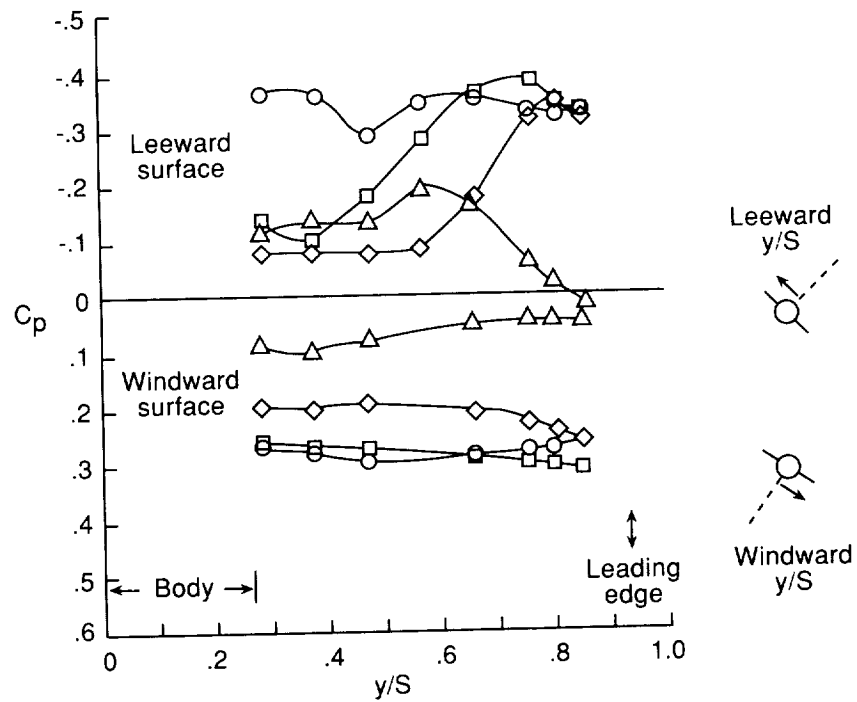 -.5
-.4
-.3
-.2
-.1
0
.1
.2
.3
.4
.5
.6
Cp
Leeward
surface
Windward
surface
Body
Leading
edge
0
.2
.4
.6
.8
1.0
y/S
Leeward
y/S
Windward
y/S